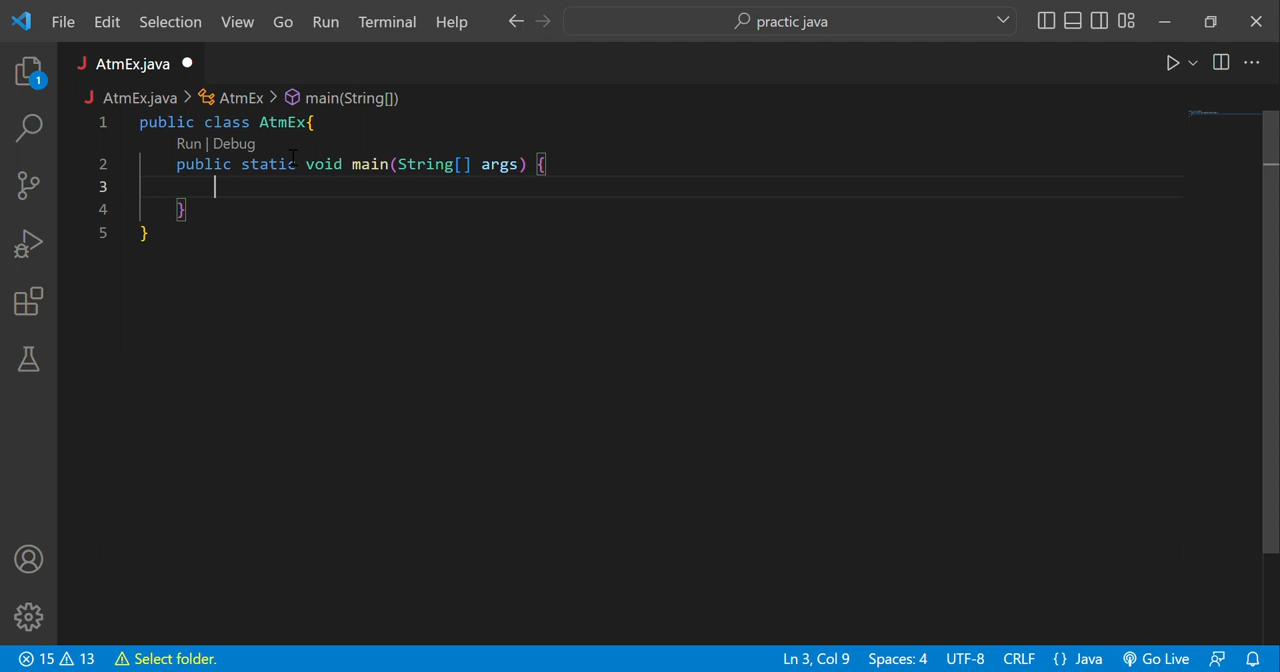 File Edit Selection View Go Run Terminal Help practic java
J AtmEx.java
J AtmEx.java > AtmEx > main(String[])
1 public class AtmEx{
Run | Debug
2 public static void main(String[] args) {
3
4 }
5 }
1
15 13 Select folder. Ln 3, Col 9 Spaces: 4 UTF-8 CRLF {} Java Go Live